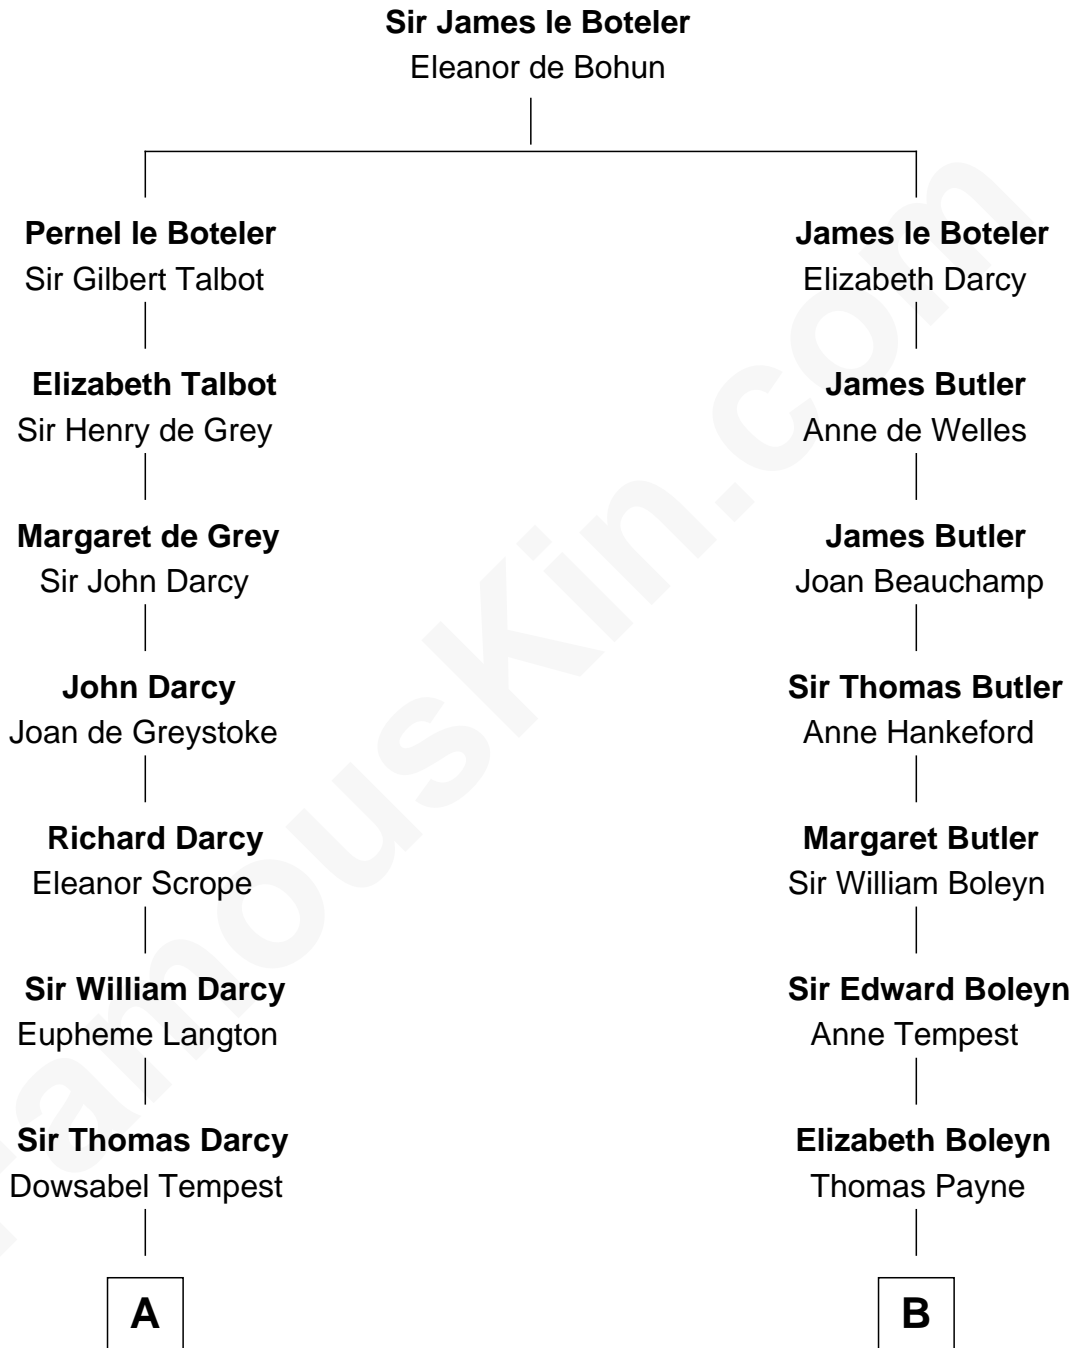 Sir James le Boteler
Eleanor de Bohun
Pernel le Boteler
Sir Gilbert Talbot
James le Boteler
Elizabeth Darcy
Elizabeth Talbot
Sir Henry de Grey
James Butler
Anne de Welles
Margaret de Grey
Sir John Darcy
James Butler
Joan Beauchamp
John Darcy
Joan de Greystoke
Sir Thomas Butler
Anne Hankeford
Richard Darcy
Eleanor Scrope
Margaret Butler
Sir William Boleyn
Sir William Darcy
Eupheme Langton
Sir Edward Boleyn
Anne Tempest
Sir Thomas Darcy
Dowsabel Tempest
Elizabeth Boleyn
Thomas Payne
A
B
FamousKin.com